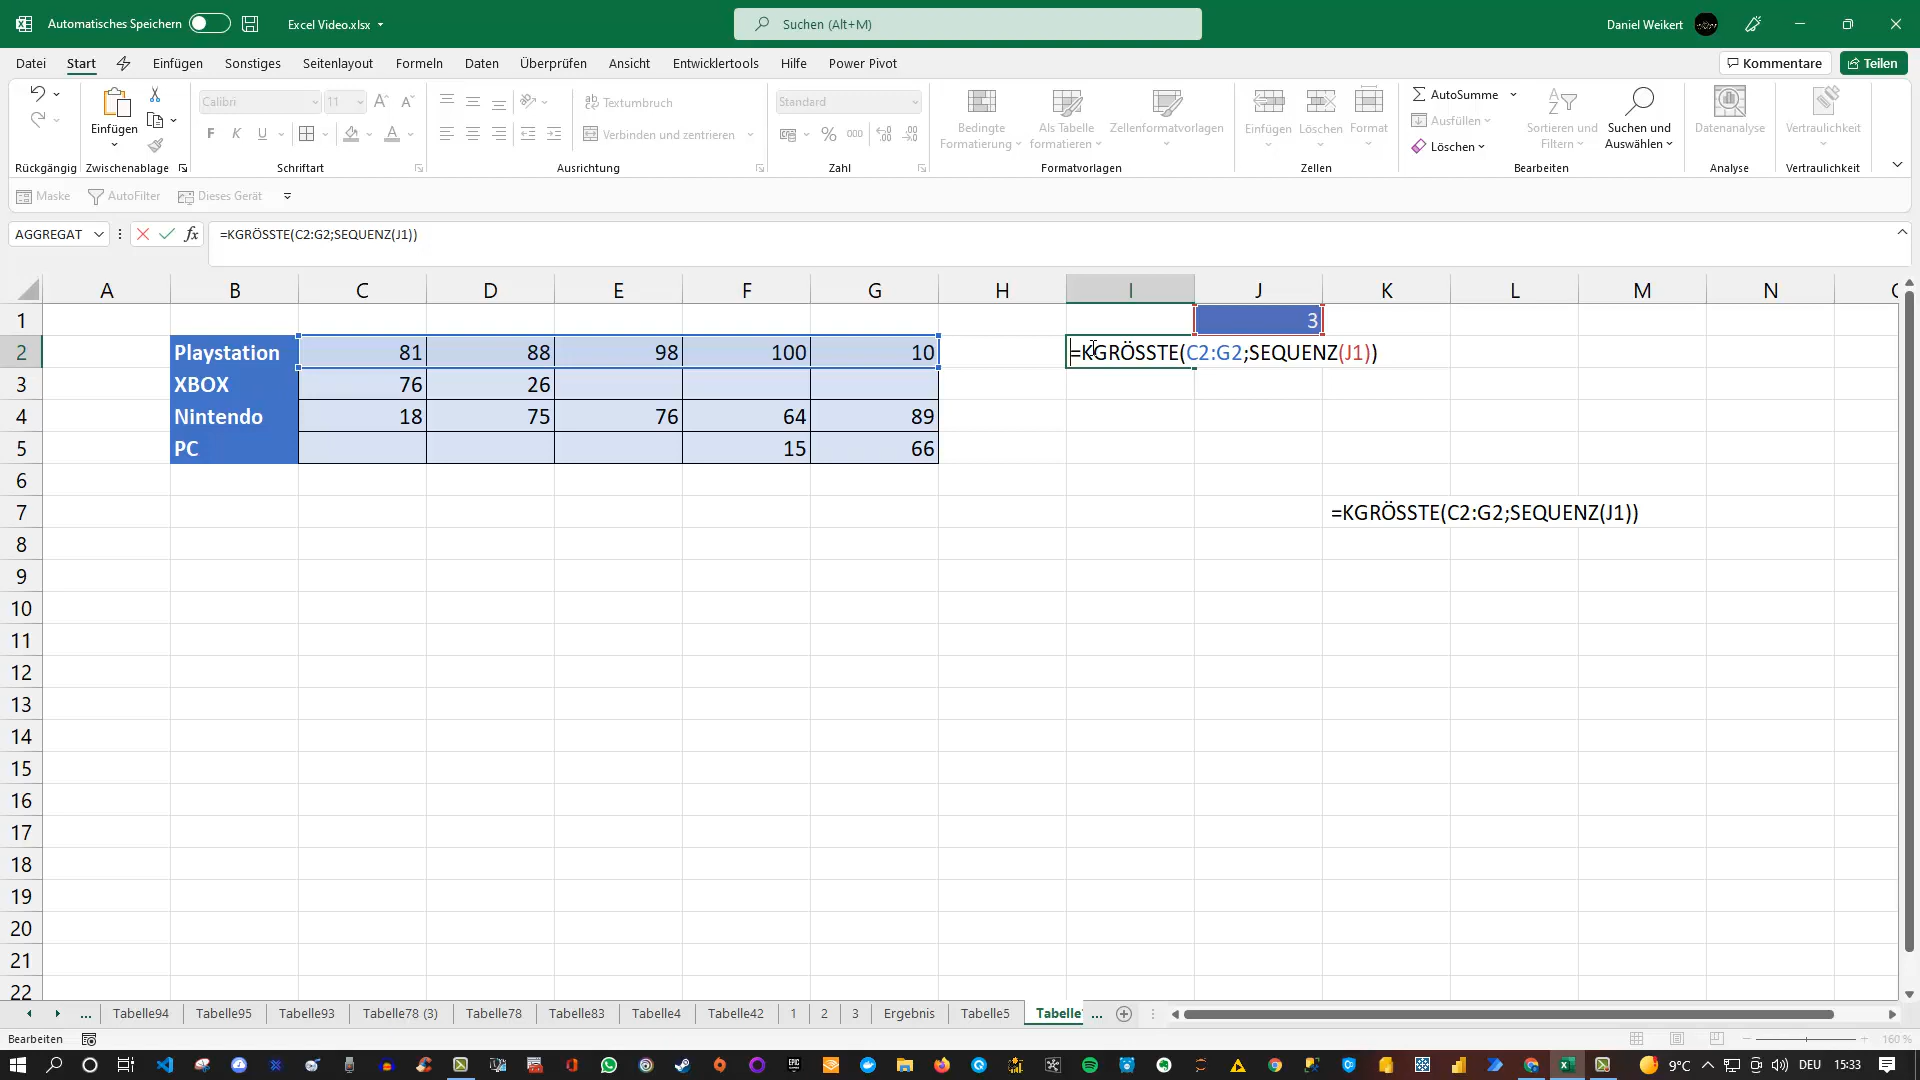 Automatisches Speichern
Excel Video.xlsx
Suchen (Alt+M)
Daniel Weikert
Datei Start Einfügen Sonstiges Seitenlayout Formeln Daten Überprüfen Ansicht Entwicklertools Hilfe Power Pivot
Kommentare Teilen
Einfügen
Calibri 11
F K U
Textumbruch
Verbinden und zentrieren
Standard
% 000
Bedingte Formatierung
Als Tabelle formatieren
Zellenformatvorlagen
Einfügen Löschen Format
AutoSumme
Ausfüllen
Löschen
Sortieren und Filtern
Suchen und Auswählen
Datenanalyse
Vertraulichkeit
Rückgängig Zwischenablage Schriftart Ausrichtung Zahl Formatvorlagen Zellen Bearbeiten Analyse Vertraulichkeit
Maske AutoFilter Dieses Gerät
AGGREGAT fx =KGRÖSSTE(C2:G2;SEQUENZ(J1))
A B C D E F G H I J K L M N
1 3
2 Playstation 81 88 98 100 10 =KGRÖSSTE(C2:G2;SEQUENZ(J1))
3 XBOX 76 26
4 Nintendo 18 75 76 64 89
5 PC 15 66
6
7 =KGRÖSSTE(C2:G2;SEQUENZ(J1))
8
9
10
11
12
13
14
15
16
17
18
19
20
21
22
... Tabelle94 Tabelle95 Tabelle93 Tabelle78 (3) Tabelle78 Tabelle83 Tabelle4 Tabelle42 1 2 3 Ergebnis Tabelle5 Tabelle ...
Bearbeiten
160 %
9°C DEU 15:33